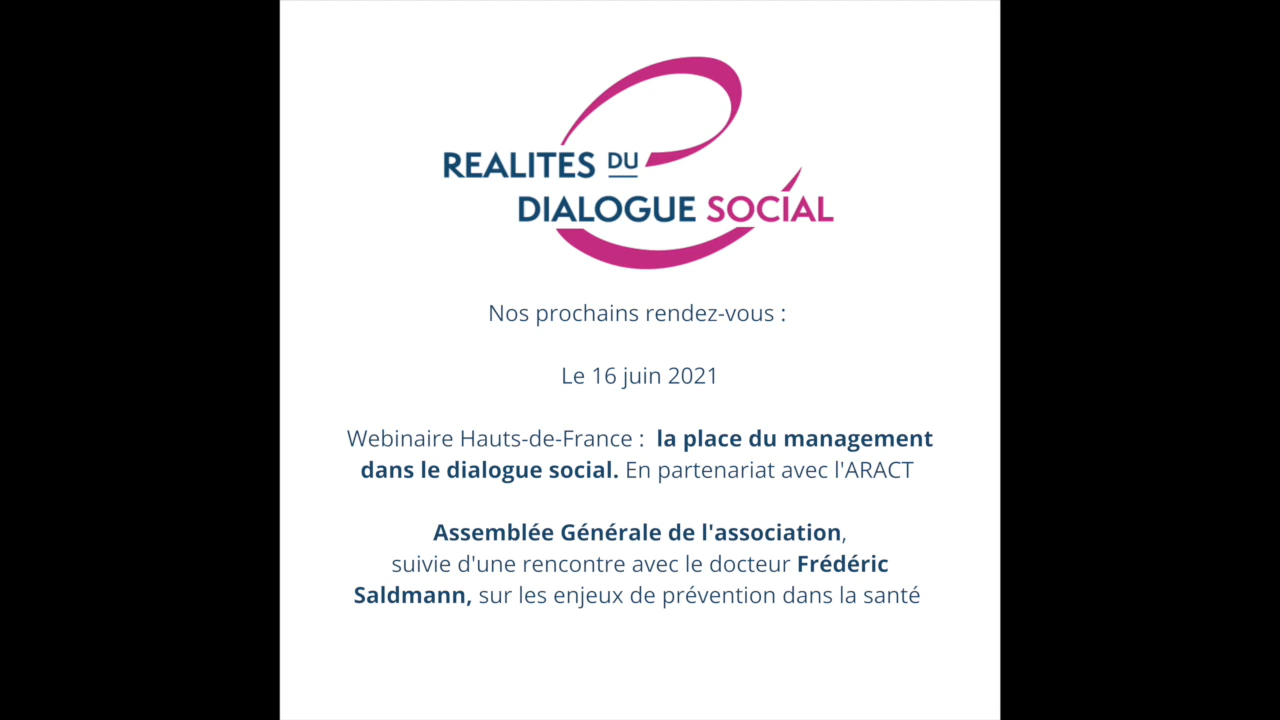 REALITES DU
DIALOGUE SOCIAL
Nos prochains rendez-vous :
Le 16 juin 2021
Webinaire Hauts-de-France : la place du management
dans le dialogue social. En partenariat avec l'ARACT
Assemblée Générale de l'association,
suivie d'une rencontre avec le docteur Frédéric
Saldmann, sur les enjeux de prévention dans la santé